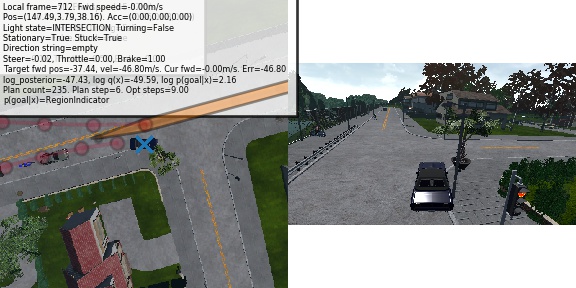 Local frame=712. Fwd speed=-0.00m/s
Pos=(147.49,3.79,38.16). Acc=(0.00,0.00,0.00)
Light state=INTERSECTION. Turning=False
Stationary=True. Stuck=True
Direction string=empty
Steer=-0.02, Throttle=0.00, Brake=1.00
Target fwd pos=-37.44, vel=-46.80m/s. Cur fwd=-0.00m/s. Err=-46.80
log_posterior=-47.43, log q(x)=-49.59, log p(goal|x)=2.16
Plan count=235. Plan step=6. Opt steps=9.00
p(goal|x)=RegionIndicator